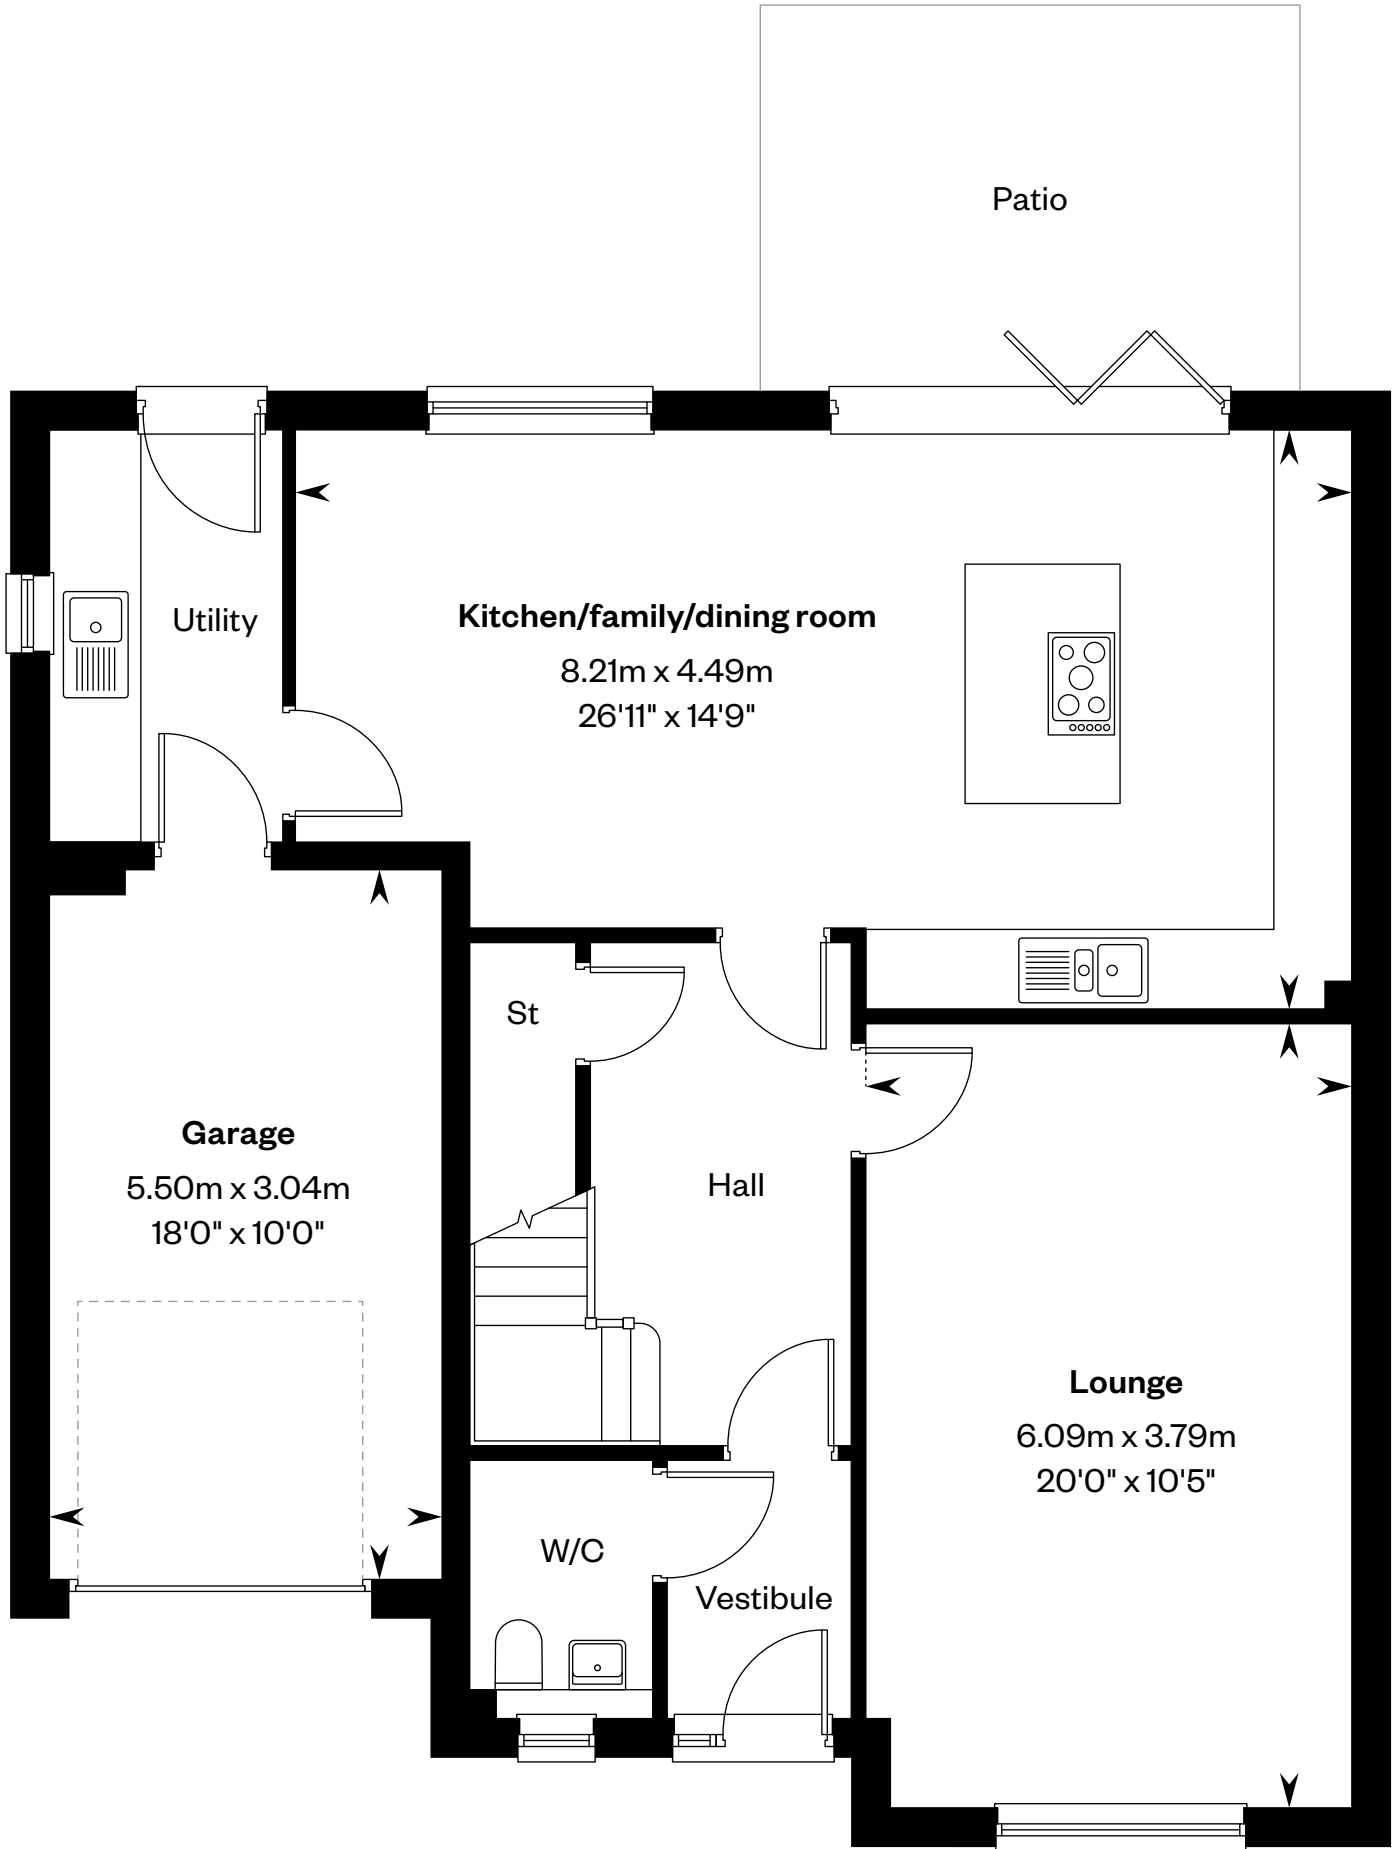 Patio
Utility
Kitchen/family/dining room
8.21m x 4.49m
26'11" x 14'9"
St
Garage
5.50m x 3.04m
18'0" x 10'0"
Hall
Lounge
6.09m x 3.79m
20'0" x 10'5"
W/C
Vestibule